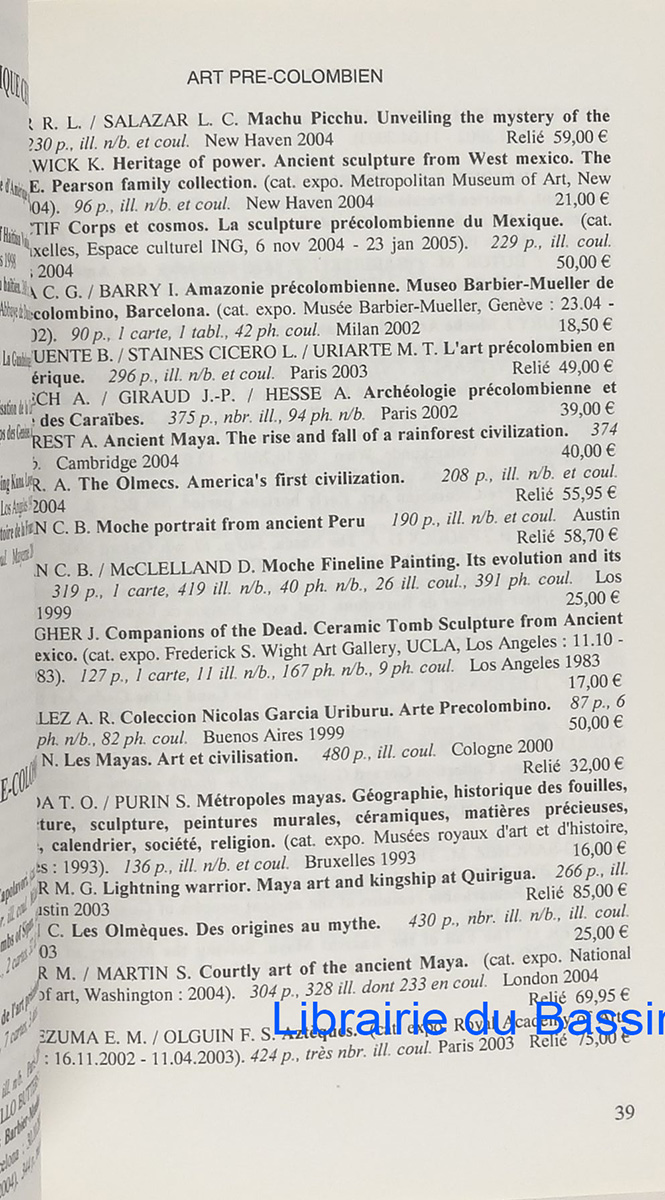 ART PRE-COLOMBIEN
R. L. / SALAZAR L. C. Machu Picchu. Unveiling the mystery of the
230 p., ill. n/b. et coul. New Haven 2004 Relié 59,00 €
WICK K. Heritage of power. Ancient sculpture from West mexico. The
E. Pearson family collection. (cat. expo. Metropolitan Museum of Art, New
04). 96 p., ill. n/b. et coul. New Haven 2004 21,00 €
TIF Corps et cosmos. La sculpture précolombienne du Mexique. (cat.
xelles, Espace culturel ING, 6 nov 2004 - 23 jan 2005). 229 p., ill. coul.
2004 50,00 €
A C. G. / BARRY I. Amazonie précolombienne. Museo Barbier-Mueller de
colombino, Barcelona. (cat. expo. Musée Barbier-Mueller, Genève : 23.04 -
02). 90 p., 1 carte, 1 tabl., 42 ph. coul. Milan 2002 18,50 €
UENTE B. / STAINES CICERO L. / URIARTE M. T. L'art précolombien en
érique. 296 p., ill. n/b. et coul. Paris 2003 Relié 49,00 €
CH A. / GIRAUD J.-P. / HESSE A. Archéologie précolombienne et
des Caraïbes. 375 p., nbr. ill., 94 ph. n/b. Paris 2002 39,00 €
REST A. Ancient Maya. The rise and fall of a rainforest civilization. 374
Cambridge 2004 40,00 €
R. A. The Olmecs. America's first civilization. 208 p., ill. n/b. et coul.
2004 Relié 55,95 €
N C. B. Moche portrait from ancient Peru 190 p., ill. n/b. et coul. Austin
Relié 58,70 €
N C. B. / McCLELLAND D. Moche Fineline Painting. Its evolution and its
319 p., 1 carte, 419 ill. n/b., 40 ph. n/b., 26 ill. coul., 391 ph. coul. Los
1999 25,00 €
GHER J. Companions of the Dead. Ceramic Tomb Sculpture from Ancient
exico. (cat. expo. Frederick S. Wight Art Gallery, UCLA, Los Angeles : 11.10 -
83). 127 p., 1 carte, 11 ill. n/b., 167 ph. n/b., 9 ph. coul. Los Angeles 1983
17,00 €
LEZ A. R. Coleccion Nicolas Garcia Uriburu. Arte Precolombino. 87 p., 6
ph. n/b., 82 ph. coul. Buenos Aires 1999 50,00 €
N. Les Mayas. Art et civilisation. 480 p., ill. coul. Cologne 2000
Relié 32,00 €
DA T. O. / PURIN S. Métropoles mayas. Géographie, historique des fouilles,
ture, sculpture, peintures murales, céramiques, matières précieuses,
, calendrier, société, religion. (cat. expo. Musées royaux d'art et d'histoire,
es : 1993). 136 p., ill. n/b. et coul. Bruxelles 1993 16,00 €
R M. G. Lightning warrior. Maya art and kingship at Quirigua. 266 p., ill.
ustin 2003 Relié 85,00 €
C. Les Olmèques. Des origines au mythe. 430 p., nbr. ill. n/b., ill. coul.
03 25,00 €
R M. / MARTIN S. Courtly art of the ancient Maya. (cat. expo. National
of art, Washington : 2004). 304 p., 328 ill. dont 233 en coul. London 2004
Relié 69,95 €
EZUMA E. M. / OLGUIN F. S. Aztèques. (cat. expo. Royal Academy of Arts,
: 16.11.2002 - 11.04.2003). 424 p., très nbr. ill. coul. Paris 2003 Relié 75,00 €
Librairie du Bassin
39